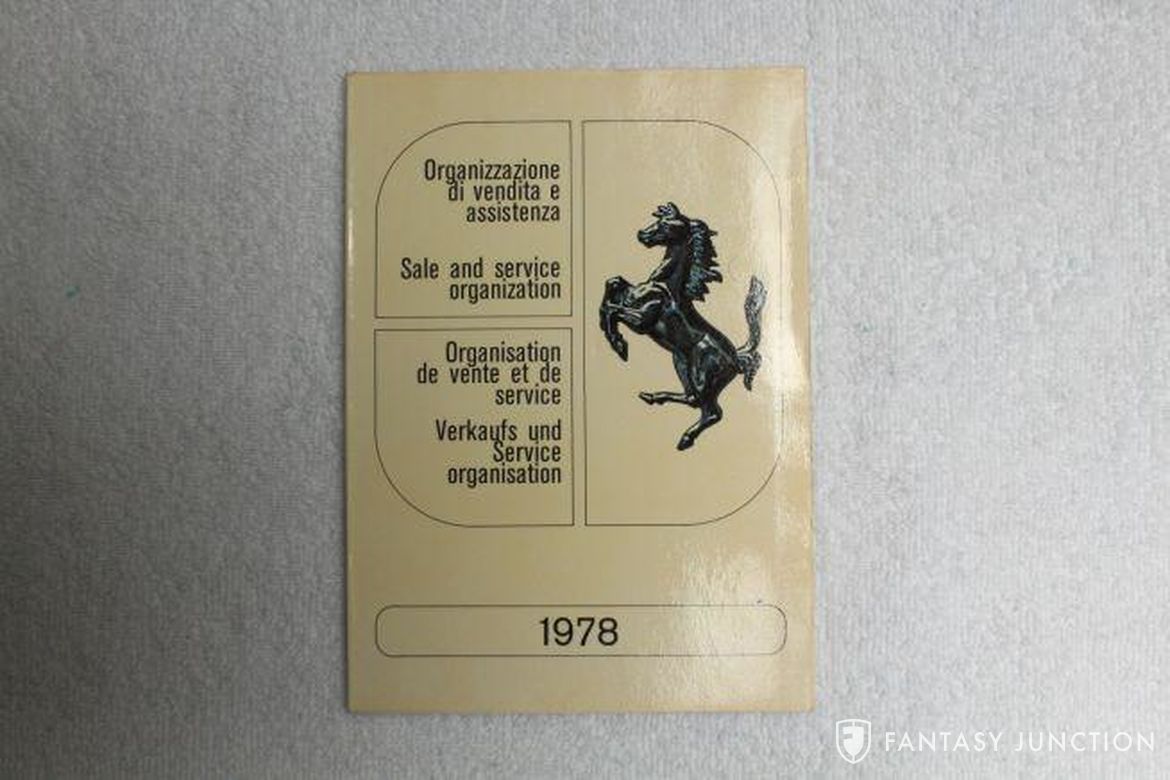 Organizzazione
di vendita e
assistenza
Sale and service
organization
Organisation
de vente et de
service
Verkaufs und
Service
organisation
1978
FANTASY JUNCTION